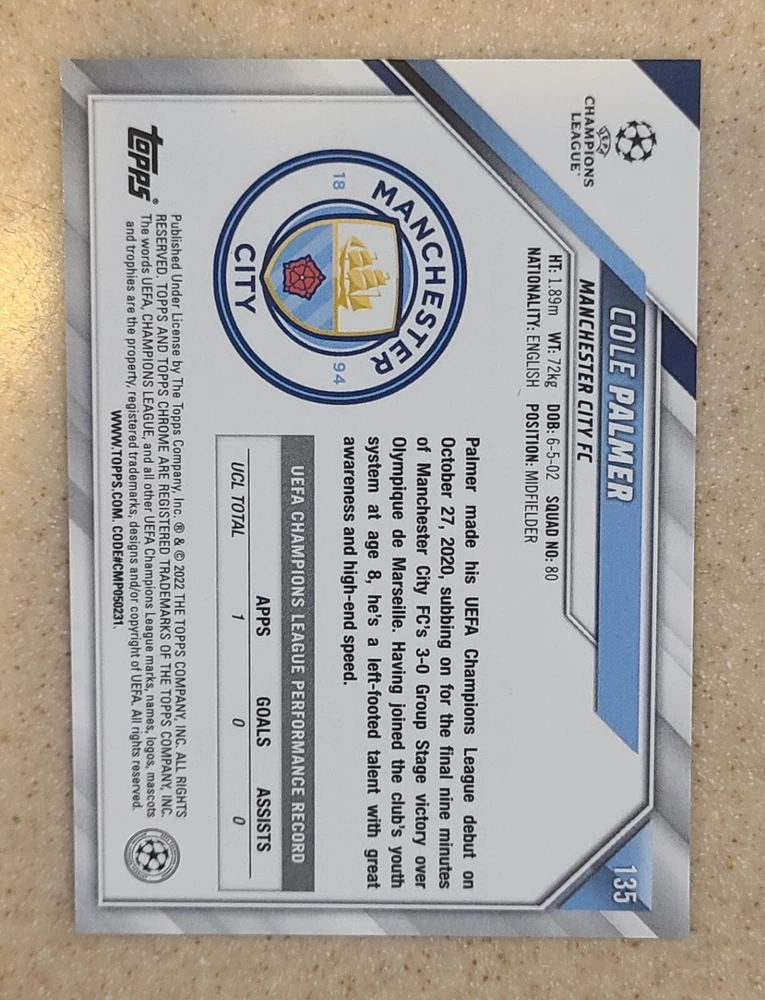 UEFA
CHAMPIONS
LEAGUE
COLE PALMER
135
MANCHESTER CITY FC
HT: 1.89m WT: 72kg DOB: 6-5-02 SQUAD NO: 80
NATIONALITY: ENGLISH POSITION: MIDFIELDER
MANCHESTER
18 94
CITY
Palmer made his UEFA Champions League debut on
October 27, 2020, subbing on for the final nine minutes
of Manchester City FC's 3-0 Group Stage victory over
Olympique de Marseille. Having joined the club's youth
system at age 8, he's a left-footed talent with great
awareness and high-end speed.
UEFA CHAMPIONS LEAGUE PERFORMANCE RECORD
APPS GOALS ASSISTS
UCL TOTAL 1 0 0
Topps®
Published Under License by The Topps Company, Inc. ® & © 2022 THE TOPPS COMPANY, INC. ALL RIGHTS
RESERVED. TOPPS AND TOPPS CHROME ARE REGISTERED TRADEMARKS OF THE TOPPS COMPANY, INC.
The words UEFA, CHAMPIONS LEAGUE, and all other UEFA Champions League marks, names, logos, mascots
and trophies are the property, registered trademarks, designs and/or copyright of UEFA. All rights reserved.
WWW.TOPPS.COM. CODE#CMP050231.